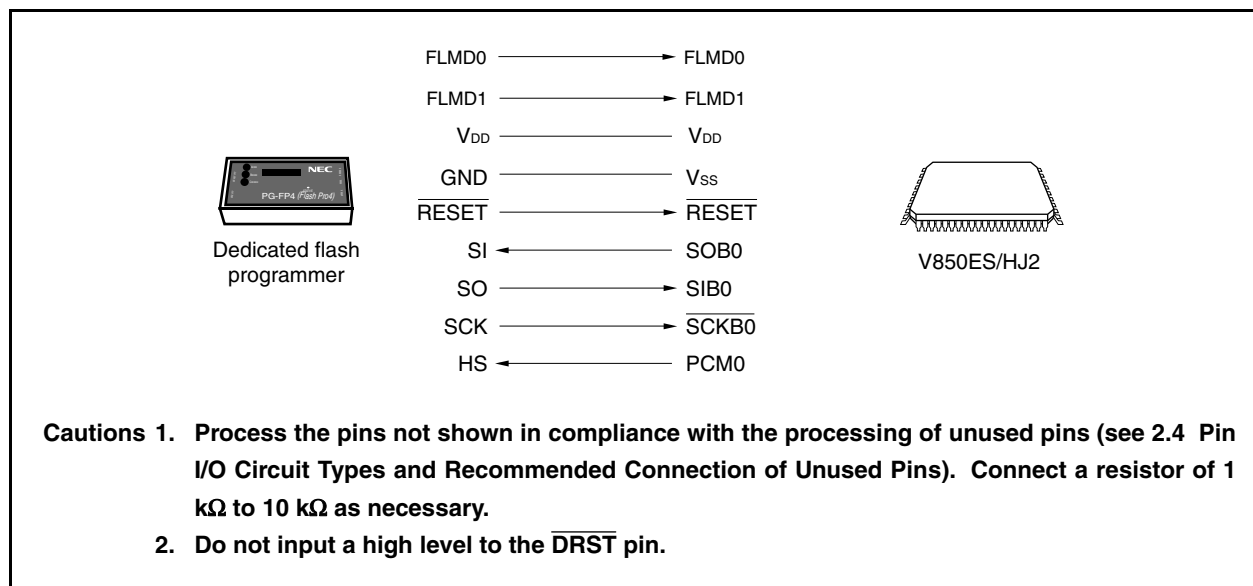 FLMD0 FLMD0
FLMD1 FLMD1
VDD VDD
NEC
PG-FP4 (Flash Pro4)
GND VSS
RESET RESET
Dedicated flash
programmer
SI SOB0
V850ES/HJ2
SO SIB0
SCK SCKB0
HS PCM0
Cautions 1. Process the pins not shown in compliance with the processing of unused pins (see 2.4 Pin
I/O Circuit Types and Recommended Connection of Unused Pins). Connect a resistor of 1
kΩ to 10 kΩ as necessary.
2. Do not input a high level to the DRST pin.